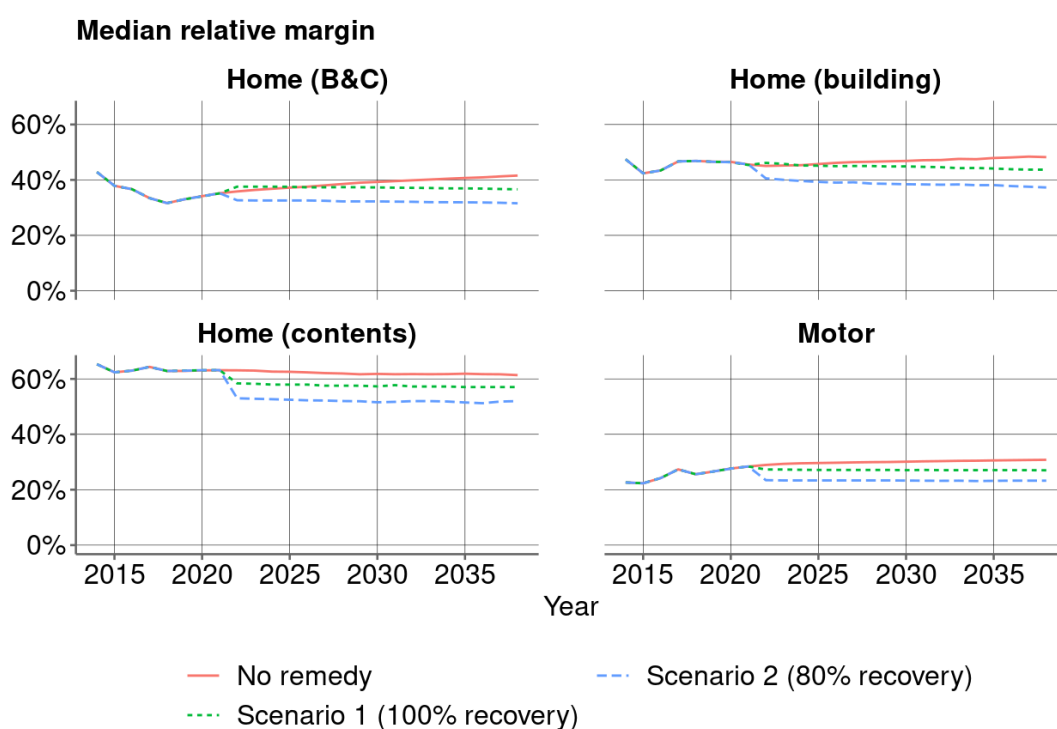 Median relative margin
Home (B&C)
Home (building)
60%
40%
20%
0%
Home (contents)
Motor
60%
40%
20%
0%
2015 2020 2025 2030 2035
2015 2020 2025 2030 2035
Year
No remedy
Scenario 2 (80% recovery)
Scenario 1 (100% recovery)